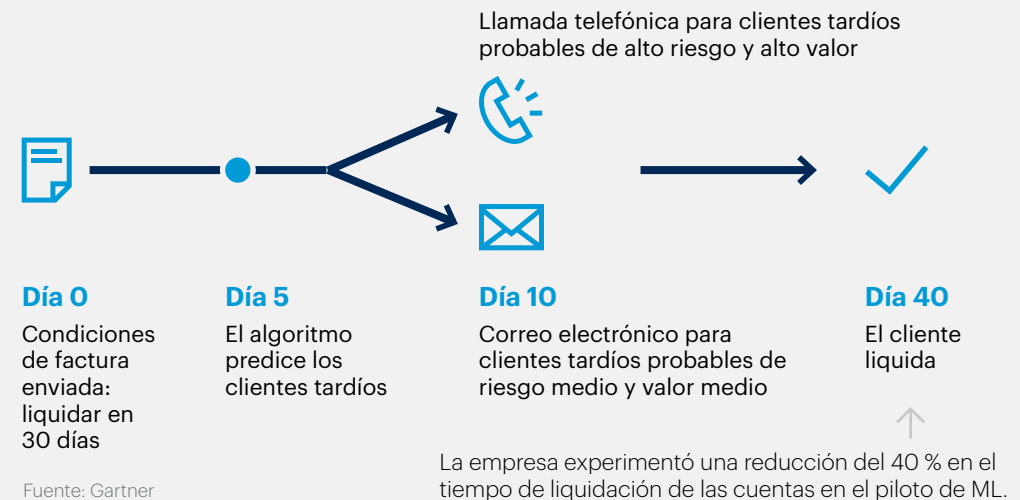 Llamada telefónica para clientes tardíos
probables de alto riesgo y alto valor
Día 0
Condiciones
de factura
enviada:
liquidar en
30 días
Día 5
El algoritmo
predice los
clientes tardíos
Día 10
Correo electrónico para
clientes tardíos probables de
riesgo medio y valor medio
Día 40
El cliente
liquida
La empresa experimentó una reducción del 40 % en el
tiempo de liquidación de las cuentas en el piloto de ML.
Fuente: Gartner